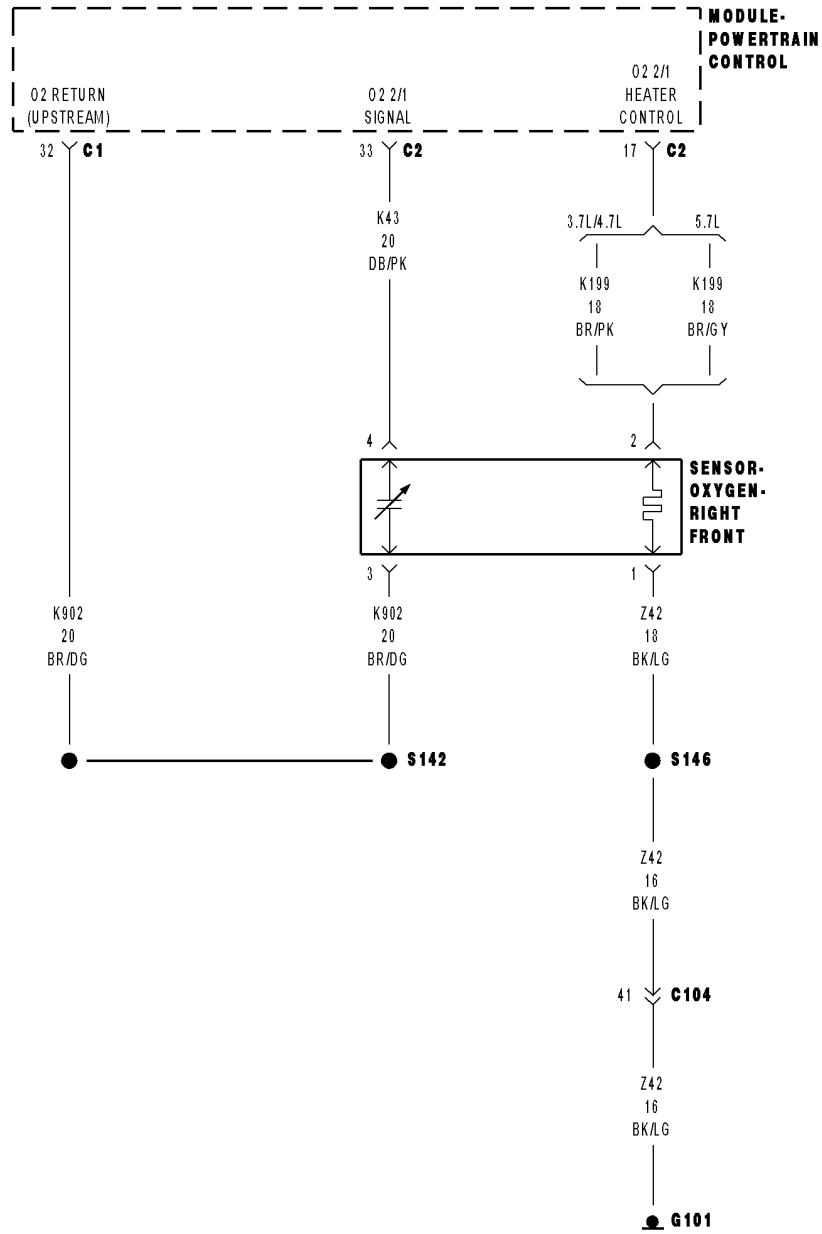 MODULE-
POWERTRAIN
CONTROL
O2 RETURN
(UPSTREAM)
O2 2/1
SIGNAL
O2 2/1
HEATER
CONTROL
32 C1
33 C2
17 C2
3.7L/4.7L 5.7L
K43
20
DB/PK
K199
18
BR/PK
K199
18
BR/GY
4
2
SENSOR-
OXYGEN-
RIGHT
FRONT
3
1
K902
20
BR/DG
K902
20
BR/DG
Z42
18
BK/LG
S142
S146
Z42
16
BK/LG
41 C104
Z42
16
BK/LG
G101